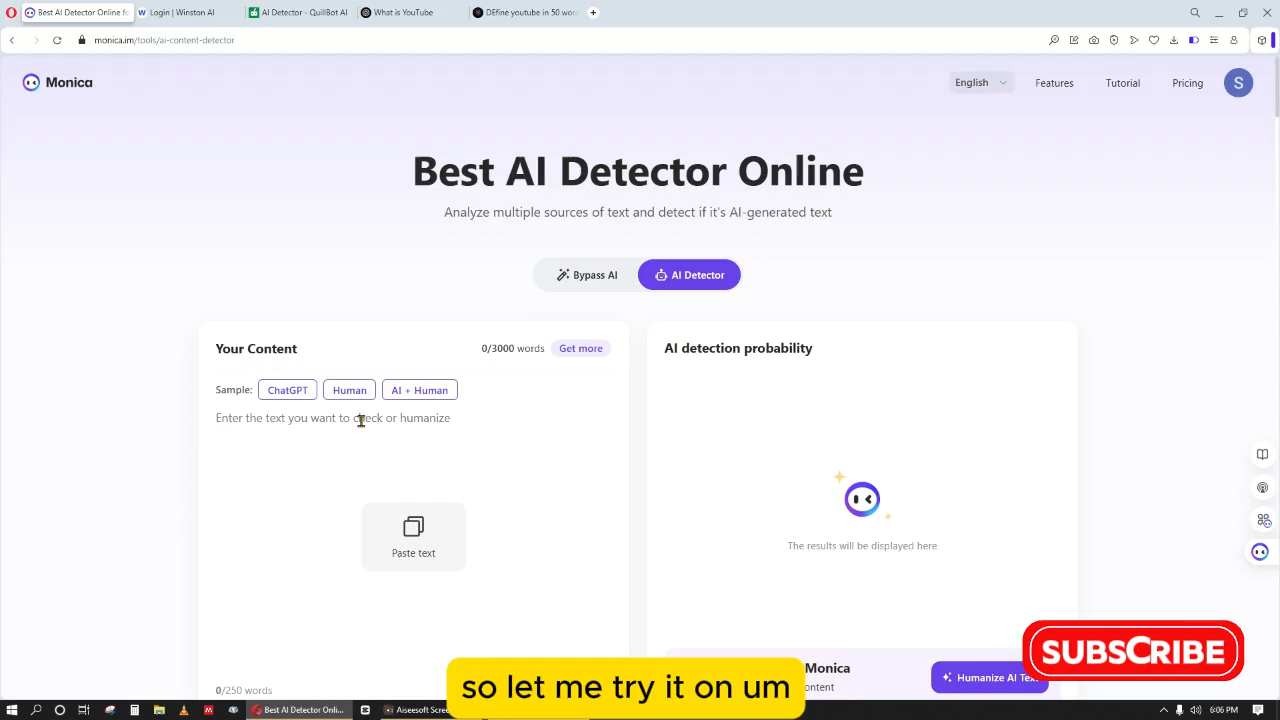 Best AI Detector Online fo
Login | Winston AI
AI Detector - QuillBot AI
What is YouTube
DEfine youtube in 50 wor
monica.im/tools/ai-content-detector
Monica
English
Features
Tutorial
Pricing
S
Best AI Detector Online
Analyze multiple sources of text and detect if it's AI-generated text
Bypass AI
AI Detector
Your Content
0/3000 words
Get more
AI detection probability
Sample:
ChatGPT
Human
AI + Human
Enter the text you want to check or humanize
Paste text
The results will be displayed here
Monica
ontent
Humanize AI Text
SUBSCRIBE
0/250 words
so let me try it on um
Best AI Detector Onli...
Aiseesoft Scre
6:06 PM